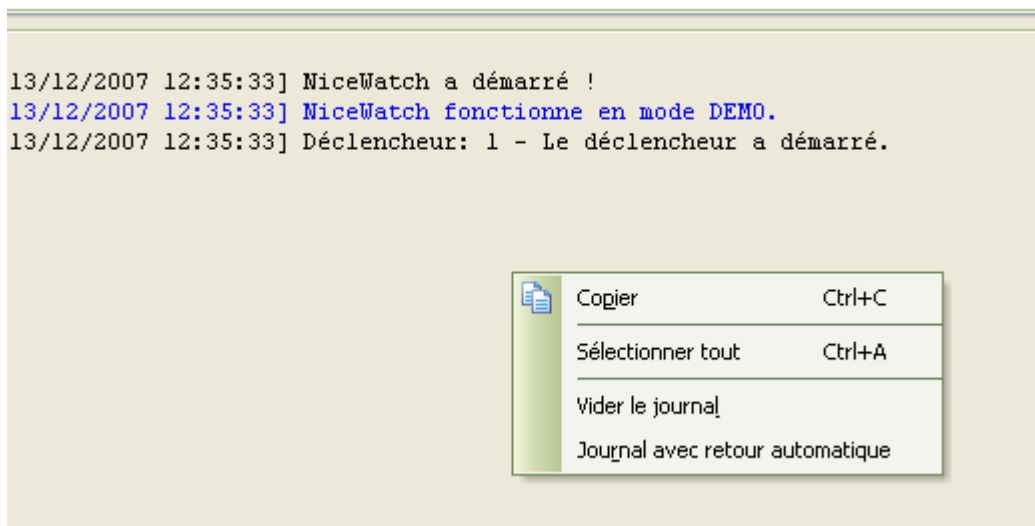 13/12/2007 12:35:33] NiceWatch a démarré !
13/12/2007 12:35:33] NiceWatch fonctionne en mode DEMO.
13/12/2007 12:35:33] Déclencheur: 1 - Le déclencheur a démarré.
Copier Ctrl+C
Sélectionner tout Ctrl+A
Vider le journal
Journal avec retour automatique